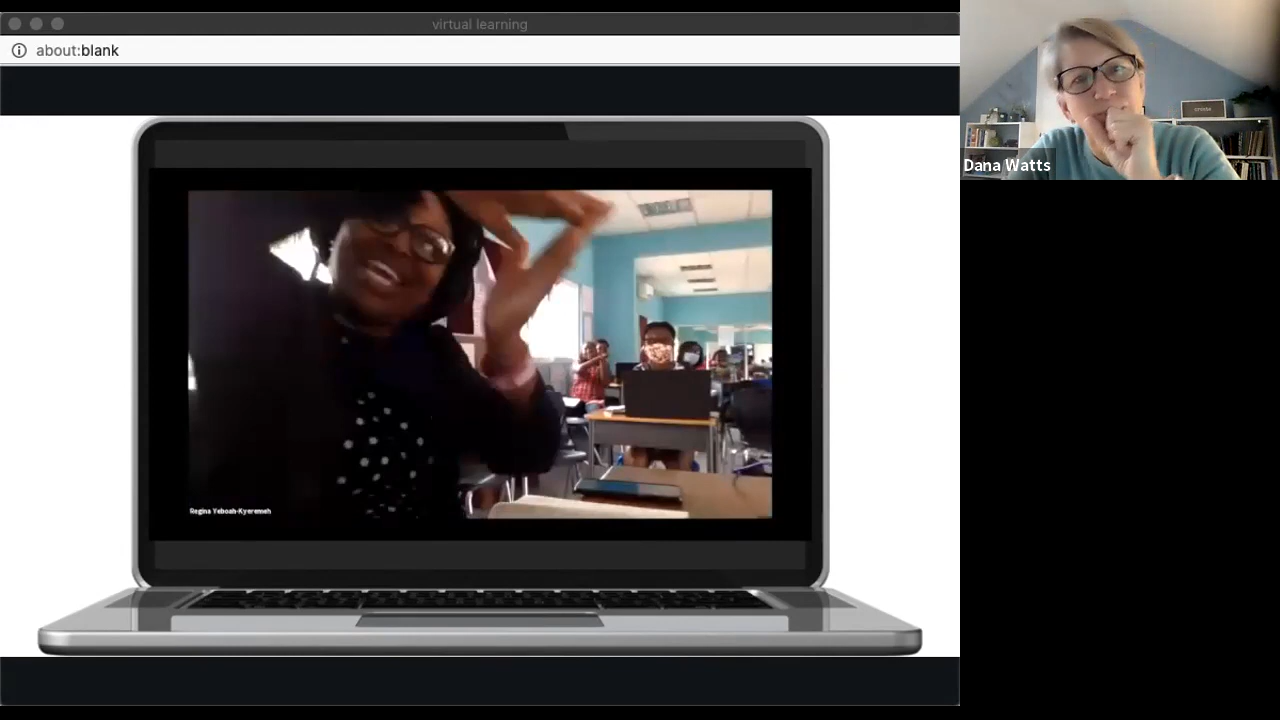 virtual learning
about:blank
Dana Watts
Regina Yeboah-Kyeremeh